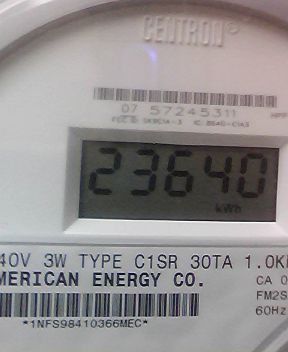 CENTRON®
07 57245311
23640
kWh
40V 3W TYPE C1SR 30TA 1.0K
MERICAN ENERGY CO.
CA 0
FM2S
60Hz
*1NFS98410366MEC*